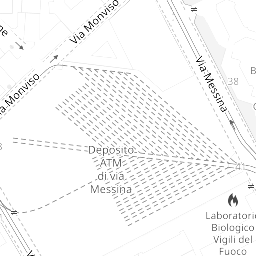 Via Monviso
Via Monviso
Via Messina
38
Deposito
ATM
di via
Messina
Laboratorio
Biologico
Vigili del
Fuoco